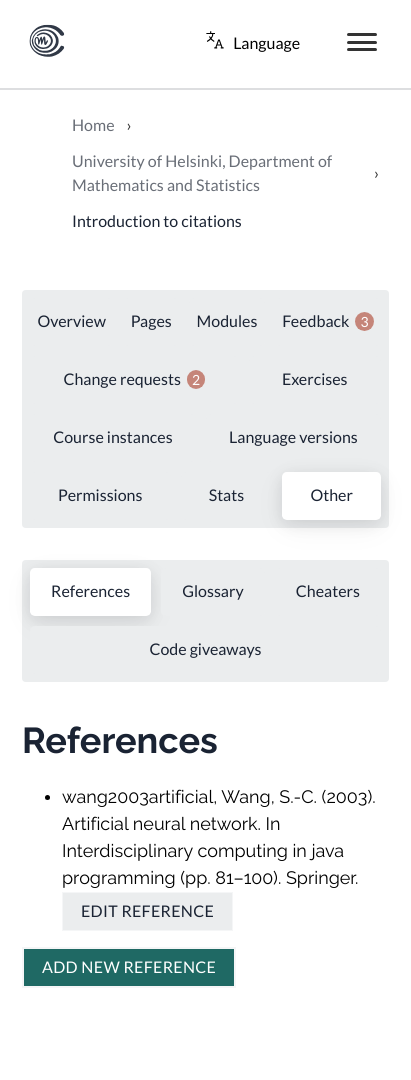 Language
Home ›
University of Helsinki, Department of
Mathematics and Statistics ›
Introduction to citations
Overview Pages Modules Feedback 3
Change requests 2 Exercises
Course instances Language versions
Permissions Stats Other
References Glossary Cheaters
Code giveaways
References
• wang2003artificial, Wang, S.-C. (2003).
Artificial neural network. In
Interdisciplinary computing in java
programming (pp. 81–100). Springer.
EDIT REFERENCE
ADD NEW REFERENCE